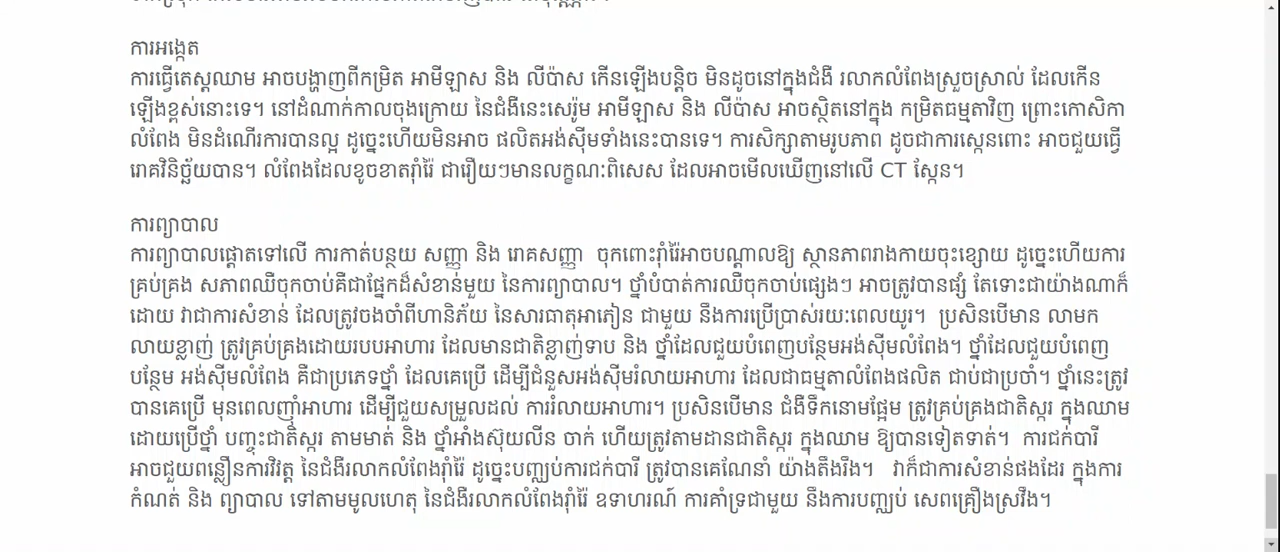 ការអង្កេត
ការធ្វើតេស្តឈាម អាចបង្ហាញពីកម្រិត អាមីឡាស និង លីប៉ាស កើនឡើងបន្តិច មិនដូចនៅក្នុងជំងឺ រលាកលំពែងស្រួចស្រាល់ ដែលកើន
ឡើងខ្ពស់នោះទេ។ នៅដំណាក់កាលចុងក្រោយ នៃជំងឺនេះសេរ៉ូម អាមីឡាស និង លីប៉ាស អាចស្ថិតនៅក្នុង កម្រិតធម្មតាវិញ ព្រោះកោសិកា
លំពែង មិនដំណើរការបានល្អ ដូច្នេះហើយមិនអាច ផលិតអង់ស៊ីមទាំងនេះបានទេ។ ការសិក្សាតាមរូបភាព ដូចជាការស្កេនពោះ អាចជួយធ្វើ
រោគវិនិច្ឆ័យបាន។ លំពែងដែលខូចខាតរ៉ាំរ៉ៃ ជារឿយៗមានលក្ខណៈពិសេស ដែលអាចមើលឃើញនៅលើ CT ស្កែន។
ការព្យាបាល
ការព្យាបាលផ្តោតទៅលើ ការកាត់បន្ថយ សញ្ញា និង រោគសញ្ញា ចុកពោះរ៉ាំរ៉ៃអាចបណ្តាលឱ្យ ស្ថានភាពរាងកាយចុះខ្សោយ ដូច្នេះហើយការ
គ្រប់គ្រង សភាពឈឺចុកចាប់គឺជាផ្នែកដ៏សំខាន់មួយ នៃការព្យាបាល។ ថ្នាំបំបាត់ការឈឺចុកចាប់ផ្សេងៗ អាចត្រូវបានផ្សំ តែទោះជាយ៉ាងណាក៏
ដោយ វាជាការសំខាន់ ដែលត្រូវចងចាំពីហានិភ័យ នៃសារធាតុអាភៀន ជាមួយ នឹងការប្រើប្រាស់រយៈពេលយូរ។ ប្រសិនបើមាន លាមក
លាយខ្លាញ់ ត្រូវគ្រប់គ្រងដោយរបបអាហារ ដែលមានជាតិខ្លាញ់ទាប និង ថ្នាំដែលជួយបំពេញបន្ថែមអង់ស៊ីមលំពែង។ ថ្នាំដែលជួយបំពេញ
បន្ថែម អង់ស៊ីមលំពែង គឺជាប្រភេទថ្នាំ ដែលគេប្រើ ដើម្បីជំនួសអង់ស៊ីមរំលាយអាហារ ដែលជាធម្មតាលំពែងផលិត ជាប់ជាប្រចាំ។ ថ្នាំនេះត្រូវ
បានគេប្រើ មុនពេលញ៉ាំអាហារ ដើម្បីជួយសម្រួលដល់ ការរំលាយអាហារ។ ប្រសិនបើមាន ជំងឺទឹកនោមផ្អែម ត្រូវគ្រប់គ្រងជាតិស្ករ ក្នុងឈាម
ដោយប្រើថ្នាំ បញ្ចុះជាតិស្ករ តាមមាត់ និង ថ្នាំអាំងស៊ុយលីន ចាក់ ហើយត្រូវតាមដានជាតិស្ករ ក្នុងឈាម ឱ្យបានទៀតទាត់។ ការជក់បារី
អាចជួយពន្លឿនការវិវត្ត នៃជំងឺរលាកលំពែងរ៉ាំរ៉ៃ ដូច្នេះបញ្ឈប់ការជក់បារី ត្រូវបានគេណែនាំ យ៉ាងតឹងរឹង។ វាក៏ជាការសំខាន់ផងដែរ ក្នុងការ
កំណត់ និង ព្យាបាល ទៅតាមមូលហេតុ នៃជំងឺរលាកលំពែងរ៉ាំរ៉ៃ ឧទាហរណ៍ ការគាំទ្រជាមួយ នឹងការបញ្ឈប់ សេពគ្រឿងស្រវឹង។